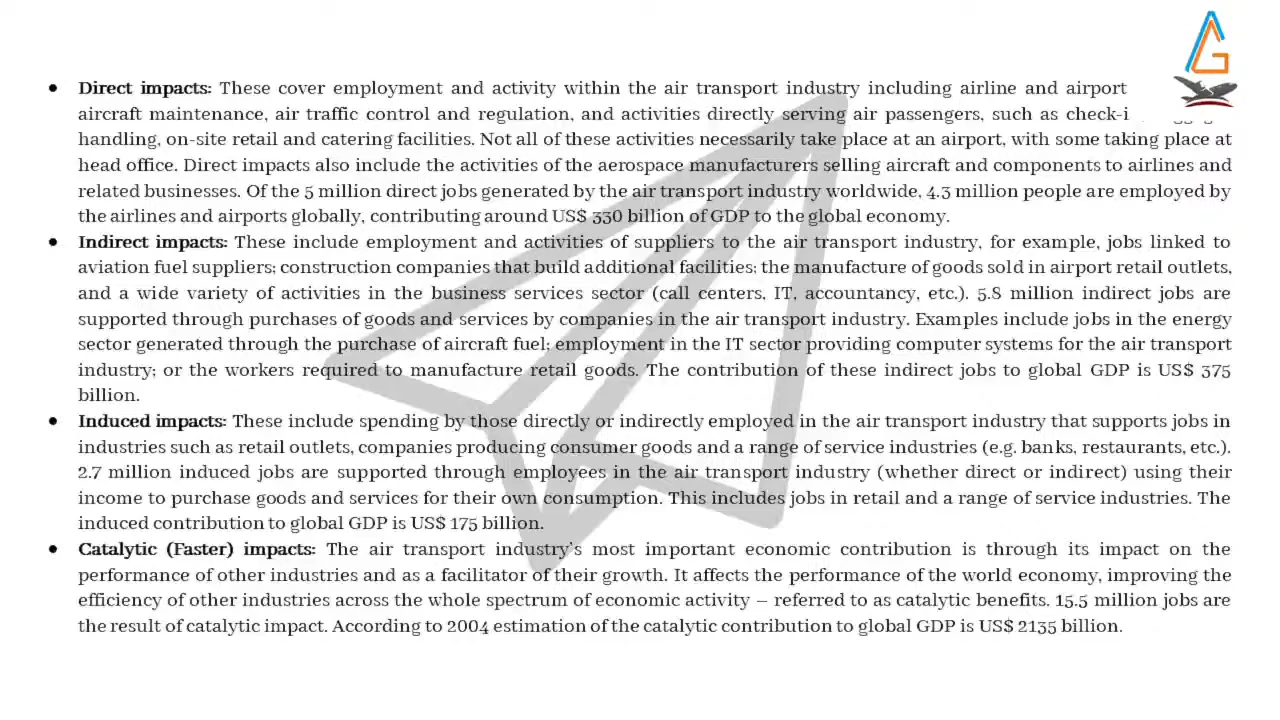 • Direct impacts: These cover employment and activity within the air transport industry including airline and airport
aircraft maintenance, air traffic control and regulation, and activities directly serving air passengers, such as
handling, on-site retail and catering facilities. Not all of these activities necessarily take place at an airport, with some taking place at
head office. Direct impacts also include the activities of the aerospace manufacturers selling aircraft and components to airlines and
related businesses. Of the 5 million direct jobs generated by the air transport industry worldwide, 4.3 million people are employed by
the airlines and airports globally, contributing around US$ 330 billion of GDP to the global economy.
• Indirect impacts: These include employment and activities of suppliers to the air transport industry, for example, jobs linked to
aviation fuel suppliers; construction companies that build additional facilities; the manufacture of goods sold in airport retail outlets,
and a wide variety of activities in the business services sector (call centers, IT, accountancy, etc.). 5.8 million indirect jobs are
supported through purchases of goods and services by companies in the air transport industry. Examples include jobs in the energy
sector generated through the purchase of aircraft fuel; employment in the IT sector providing computer systems for the air transport
industry; or the workers required to manufacture retail goods. The contribution of these indirect jobs to global GDP is US$ 375
billion.
• Induced impacts: These include spending by those directly or indirectly employed in the air transport industry that supports jobs in
industries such as retail outlets, companies producing consumer goods and a range of service industries (e.g. banks, restaurants, etc.).
2.7 million induced jobs are supported through employees in the air transport industry (whether direct or indirect) using their
income to purchase goods and services for their own consumption. This includes jobs in retail and a range of service industries. The
induced contribution to global GDP is US$ 175 billion.
• Catalytic (Faster) impacts: The air transport industry's most important economic contribution is through its impact on the
performance of other industries and as a facilitator of their growth. It affects the performance of the world economy, improving the
efficiency of other industries across the whole spectrum of economic activity – referred to as catalytic benefits. 15.5 million jobs are
the result of catalytic impact. According to 2004 estimation of the catalytic contribution to global GDP is US$ 2135 billion.